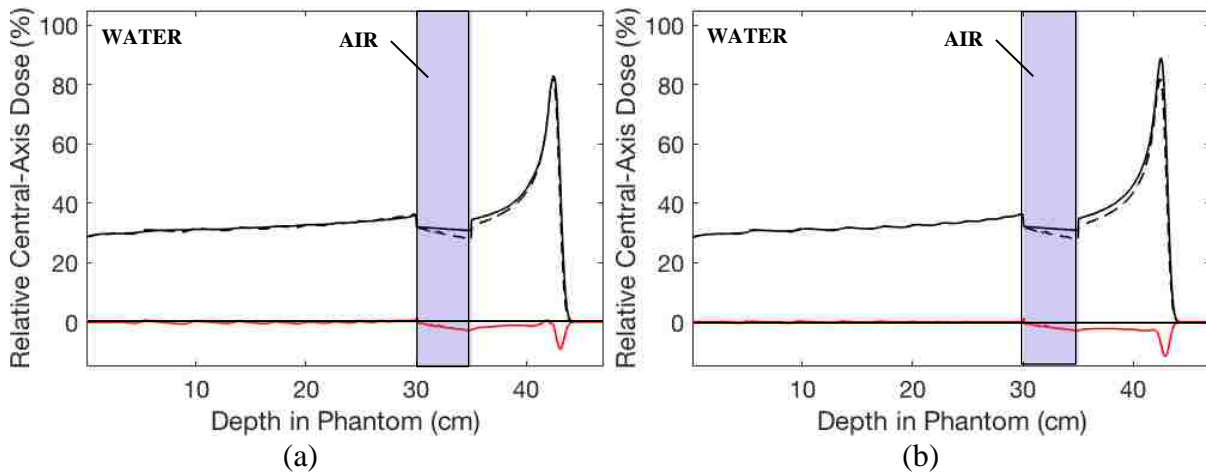 Relative Central-Axis Dose (%)
100
80
60
40
20
0
WATER
AIR
10
20
30
40
Depth in Phantom (cm)
(a)
Relative Central-Axis Dose (%)
100
80
60
40
20
0
WATER
AIR
10
20
30
40
Depth in Phantom (cm)
(b)